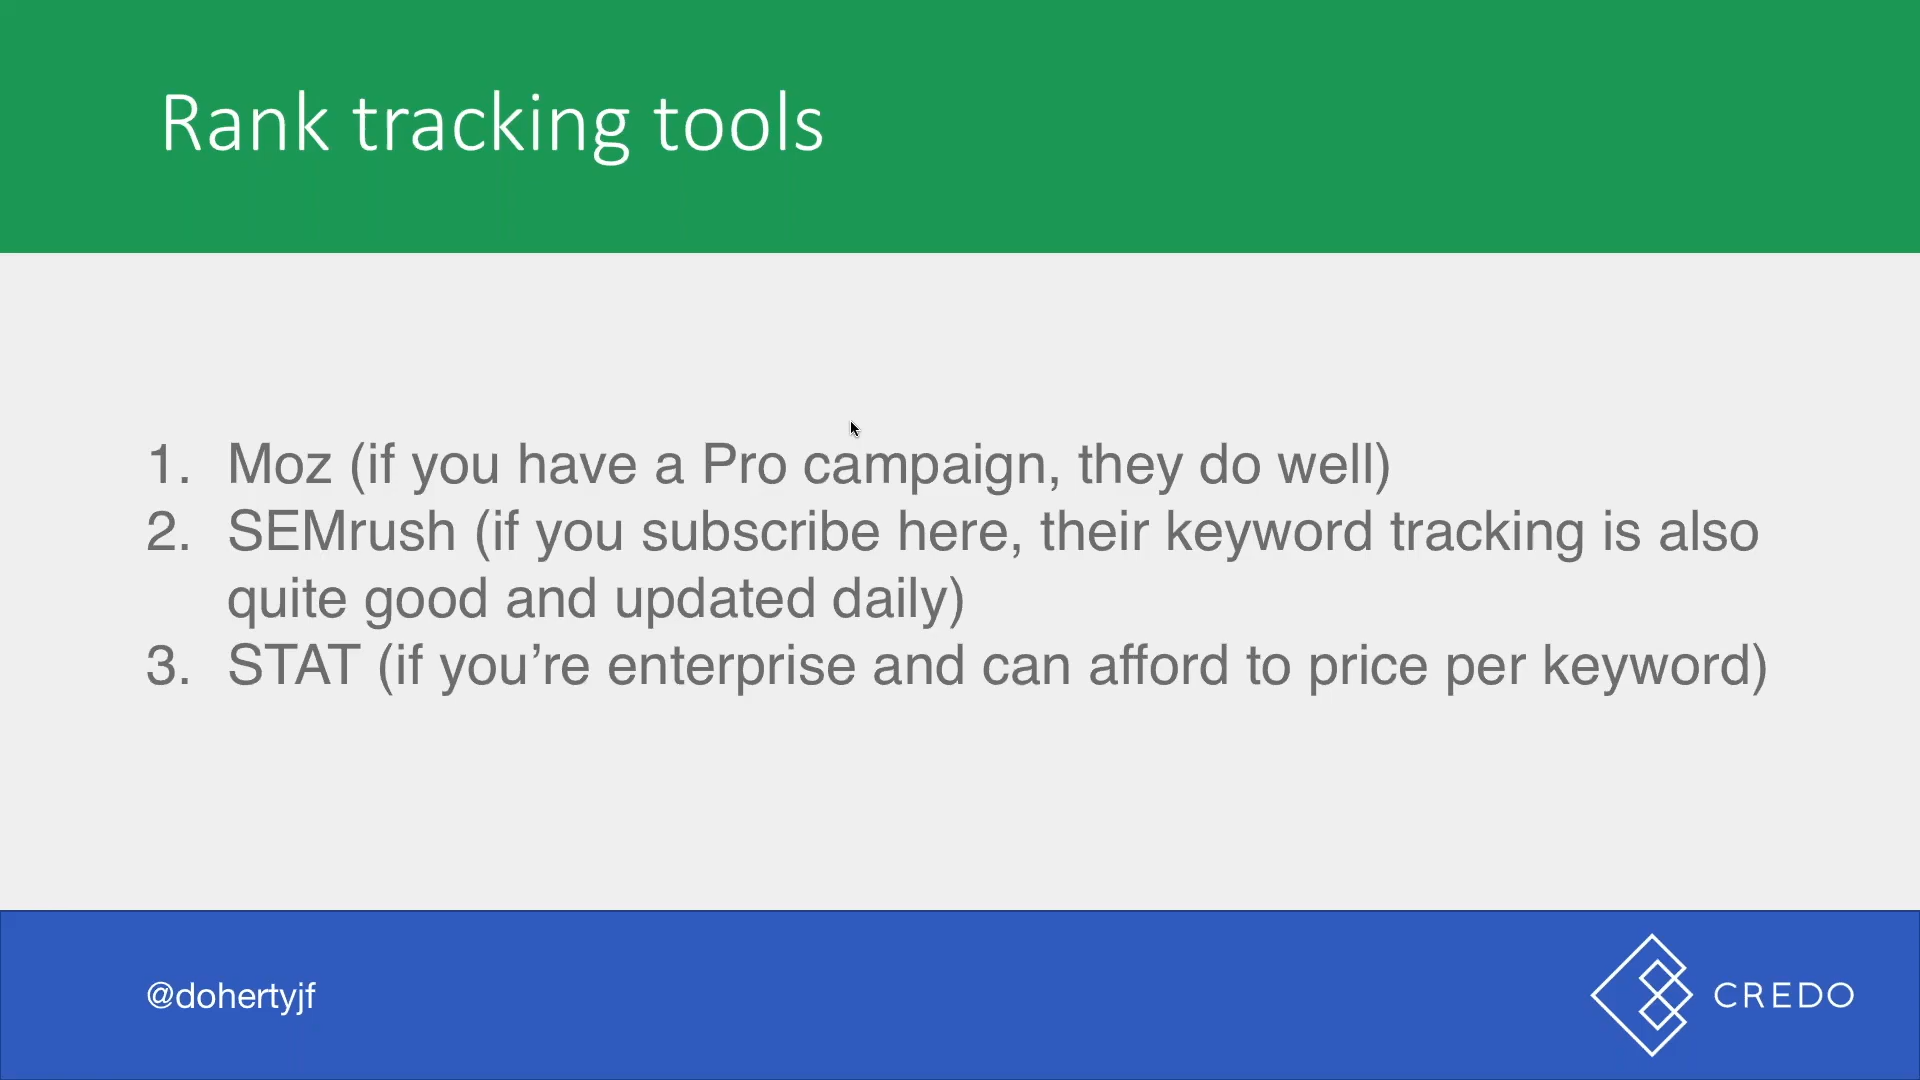 Rank tracking tools
1. Moz (if you have a Pro campaign, they do well)
2. SEMrush (if you subscribe here, their keyword tracking is also
quite good and updated daily)
3. STAT (if you’re enterprise and can afford to price per keyword)
@dohertyjf
CREDO